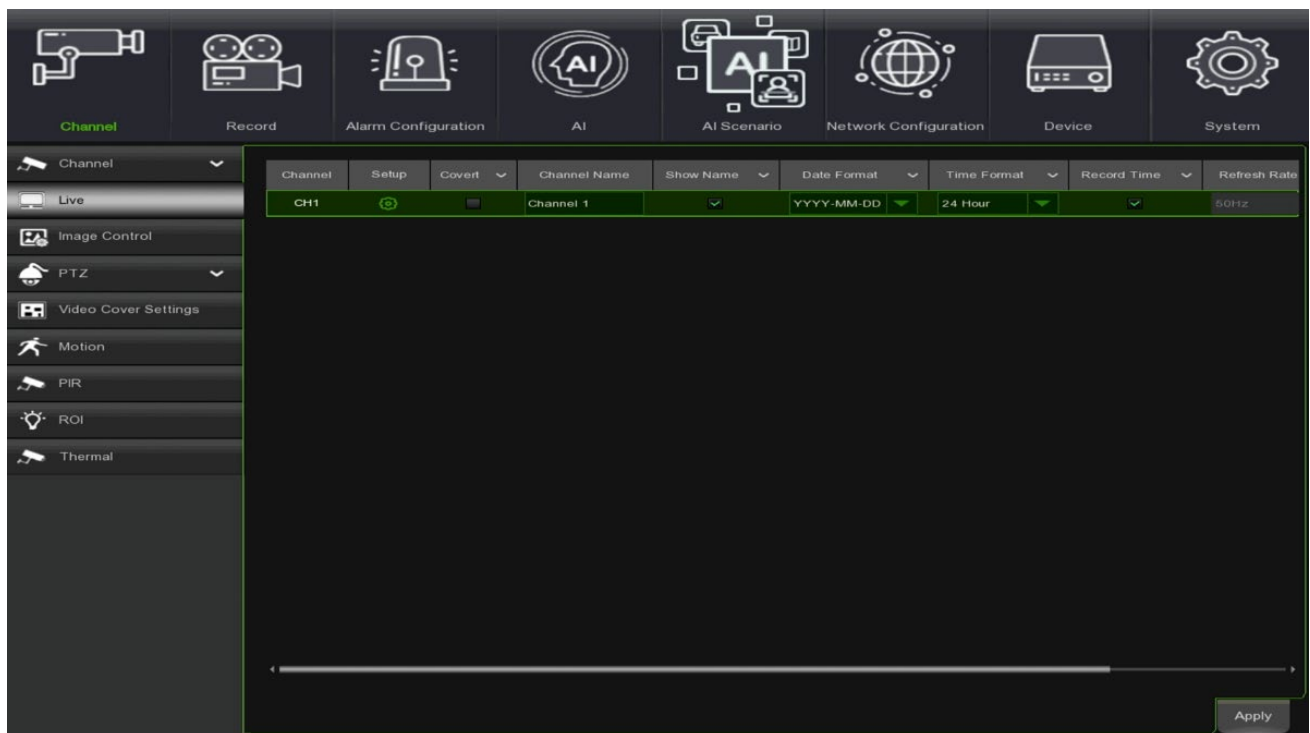 AI
AI
Channel Record Alarm Configuration AI AI Scenario Network Configuration Device System
Channel
Live
Image Control
PTZ
Video Cover Settings
Motion
PIR
ROI
Thermal
Channel Setup Covert Channel Name Show Name Date Format Time Format Record Time Refresh Rate
CH1 Channel 1 YYYY-MM-DD 24 Hour 50Hz
Apply